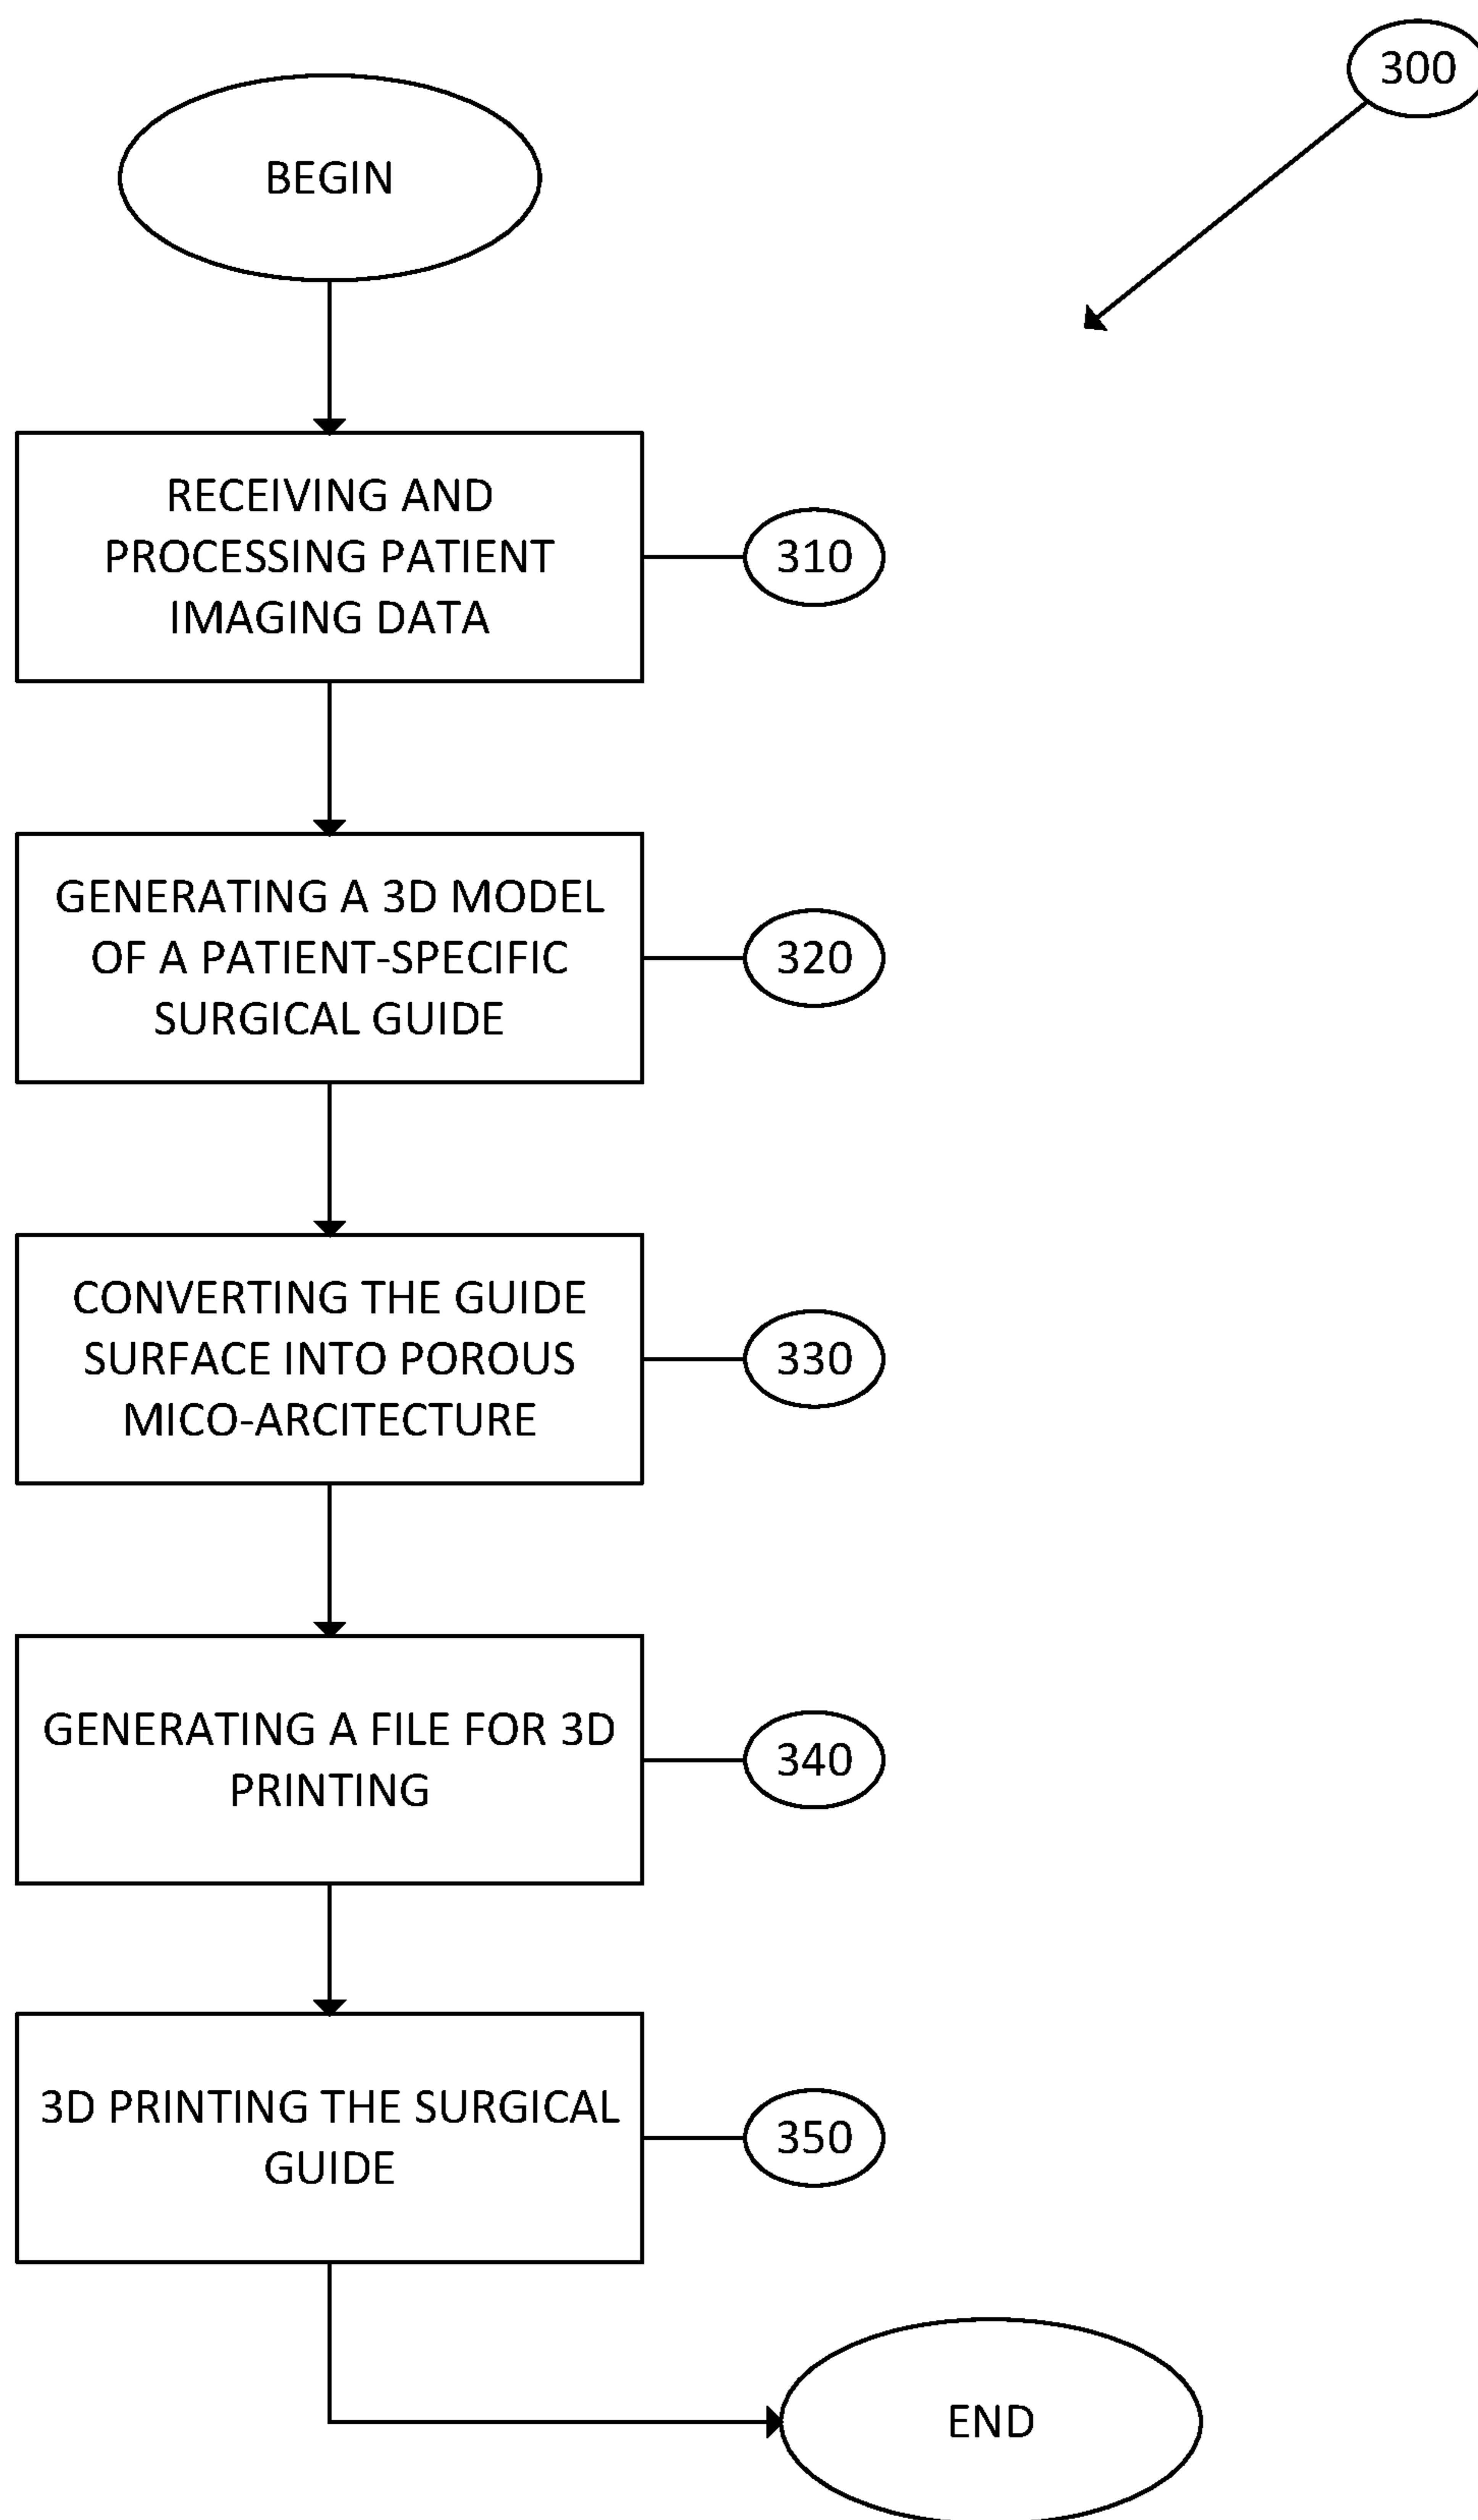 300
BEGIN
RECEIVING AND
PROCESSING PATIENT
IMAGING DATA
310
GENERATING A 3D MODEL
OF A PATIENT-SPECIFIC
SURGICAL GUIDE
320
CONVERTING THE GUIDE
SURFACE INTO POROUS
MICO-ARCITECTURE
330
GENERATING A FILE FOR 3D
PRINTING
340
3D PRINTING THE SURGICAL
GUIDE
350
END